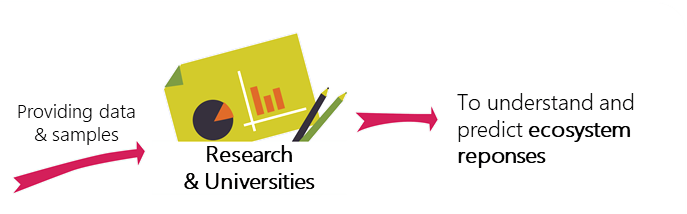 Providing data
& samples
Research
& Universities
To understand and
predict ecosystem
reponses